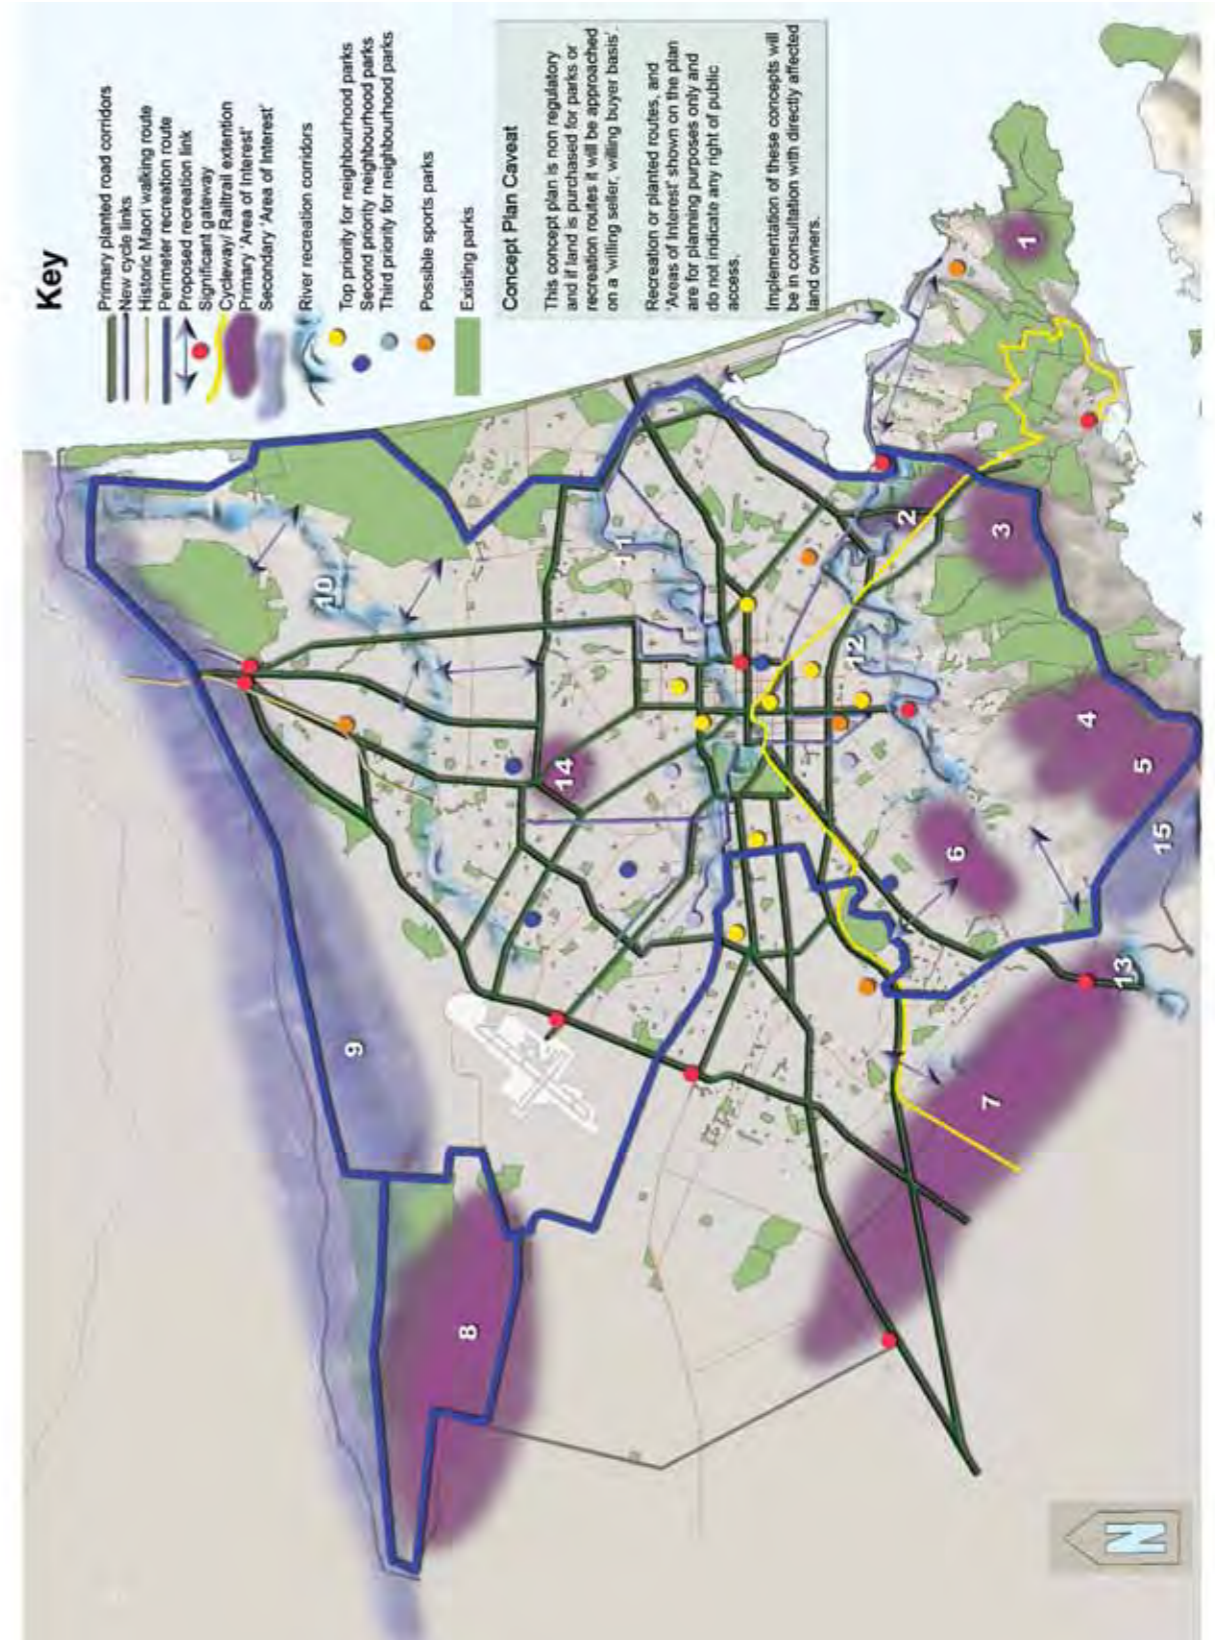 Key
Primary planted road corridors
New cycle links
Historic Maori walking route
Perimeter recreation route
Proposed recreation link
Significant gateway
Cycleway/ Railtrail extention
Primary 'Area of Interest'
Secondary 'Area of Interest'
River recreation corridors
Top priority for neighbourhood parks
Second priority neighbourhood parks
Third priority for neighbourhood parks
Possible sports parks
Existing parks
Concept Plan Caveat
This concept plan is non regulatory
and if land is purchased for parks or
recreation routes it will be approached
on a 'willing seller, willing buyer basis'.
Recreation or planted routes, and
'Areas of Interest' shown on the plan
are for planning purposes only and
do not indicate any right of public
access.
Implementation of these concepts will
be in consultation with directly affected
land owners.
1
2
3
4
5
6
7
8
9
10
11
12
13
14
15
N